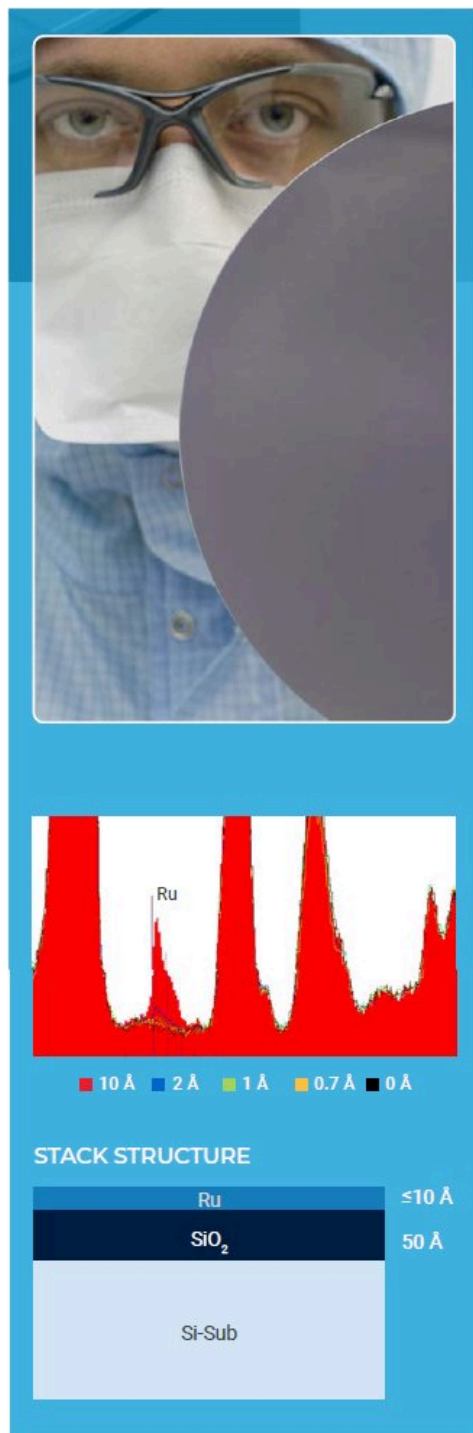 Ru
10 Å 2 Å 1 Å 0.7 Å 0 Å
STACK STRUCTURE
Ru ≤10 Å
SiO₂ 50 Å
Si-Sub